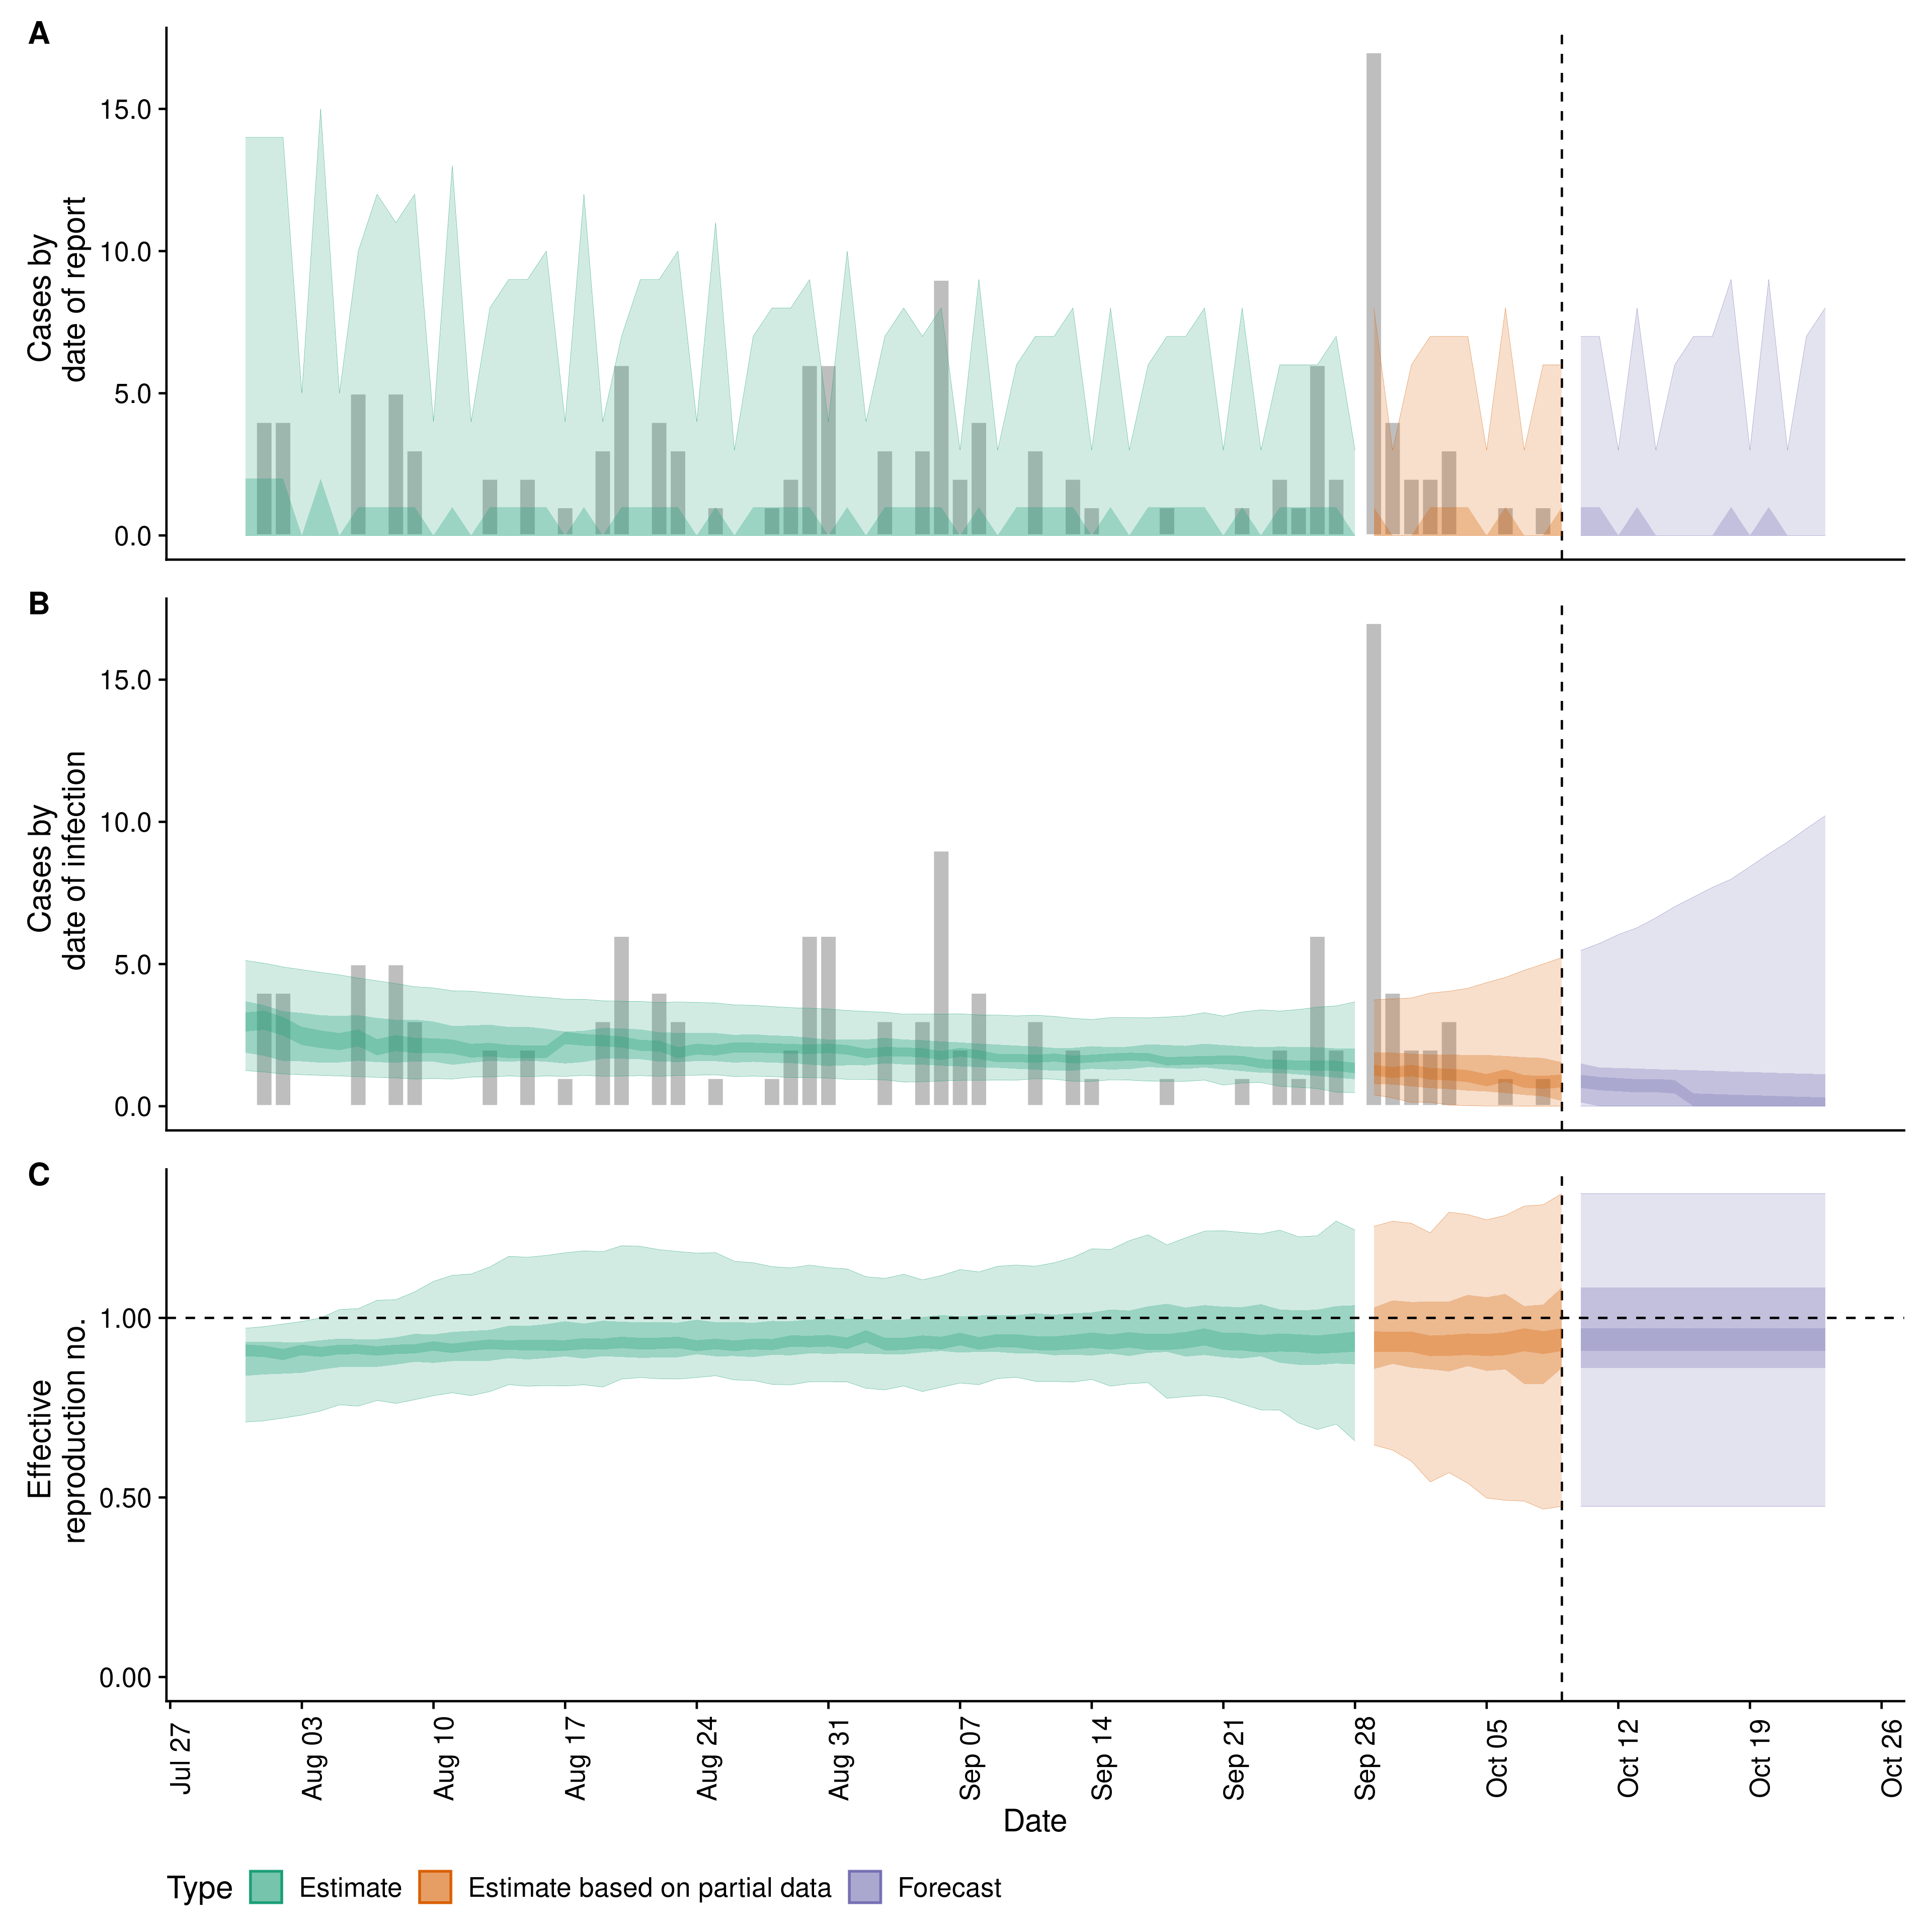 A
Cases by
date of report
15.0
10.0
5.0
0.0
B
Cases by
date of infection
15.0
10.0
5.0
0.0
C
Effective
reproduction no.
1.00
0.50
0.00
Jul 27
Aug 03
Aug 10
Aug 17
Aug 24
Aug 31
Sep 07
Sep 14
Sep 21
Sep 28
Oct 05
Oct 12
Oct 19
Oct 26
Date
Type Estimate Estimate based on partial data Forecast